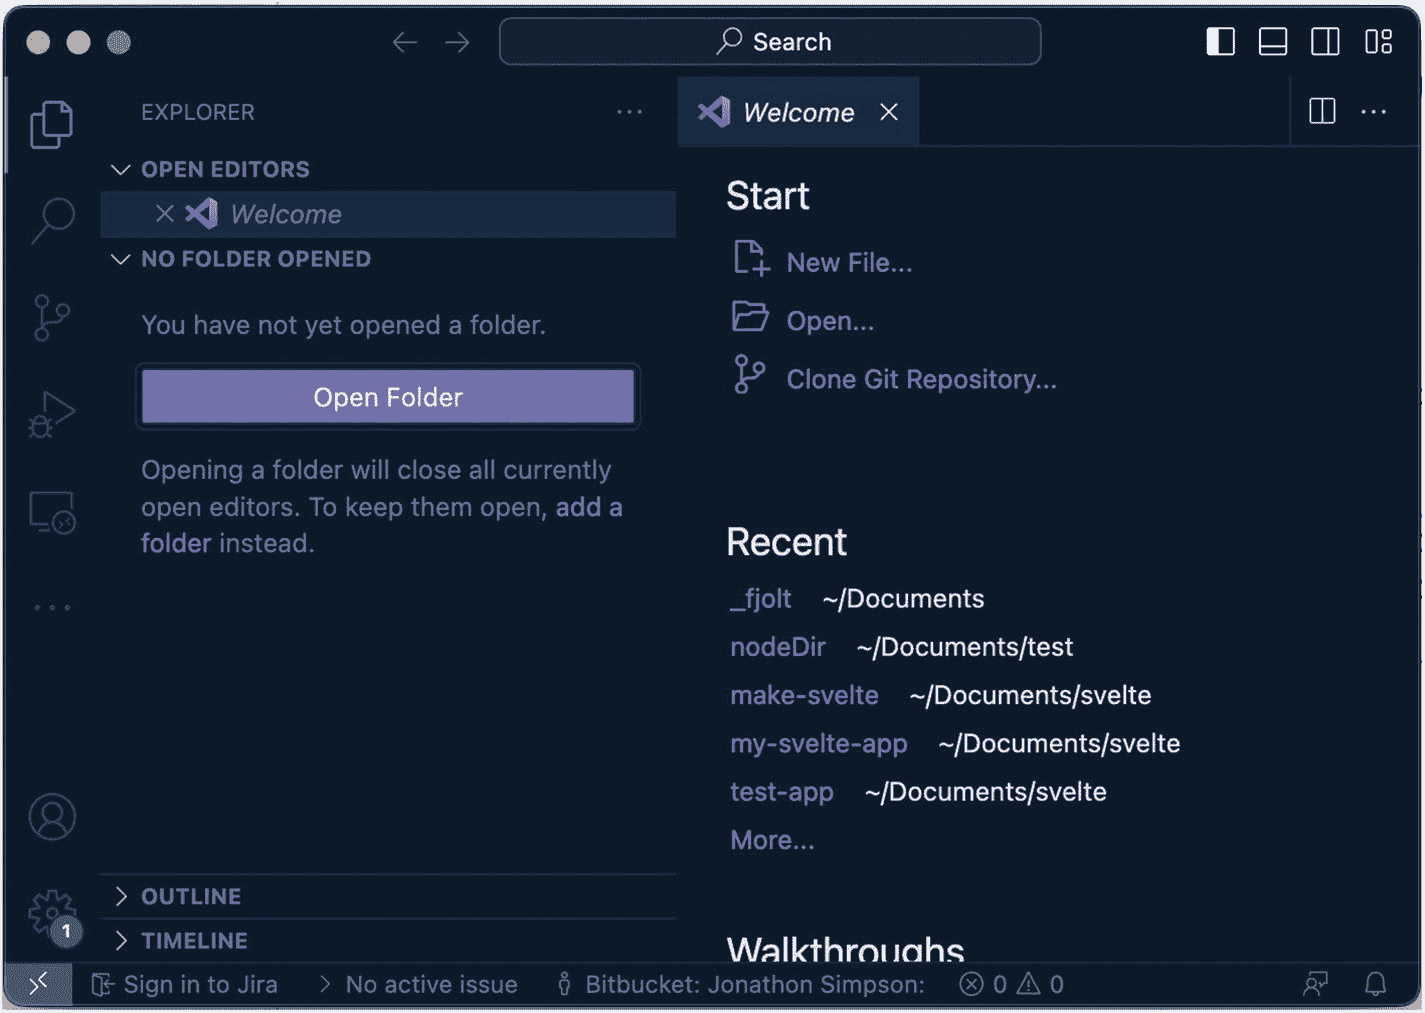 Search
EXPLORER
OPEN EDITORS
Welcome
NO FOLDER OPENED
You have not yet opened a folder.
Open Folder
Opening a folder will close all currently
open editors. To keep them open, add a
folder instead.
OUTLINE
TIMELINE
1
Welcome
Start
New File...
Open...
Clone Git Repository...
Recent
_fjolt ~/Documents
nodeDir ~/Documents/test
make-svelte ~/Documents/svelte
my-svelte-app ~/Documents/svelte
test-app ~/Documents/svelte
More...
Walkthroughs
Sign in to Jira > No active issue Bitbucket: Jonathon Simpson: 0 0